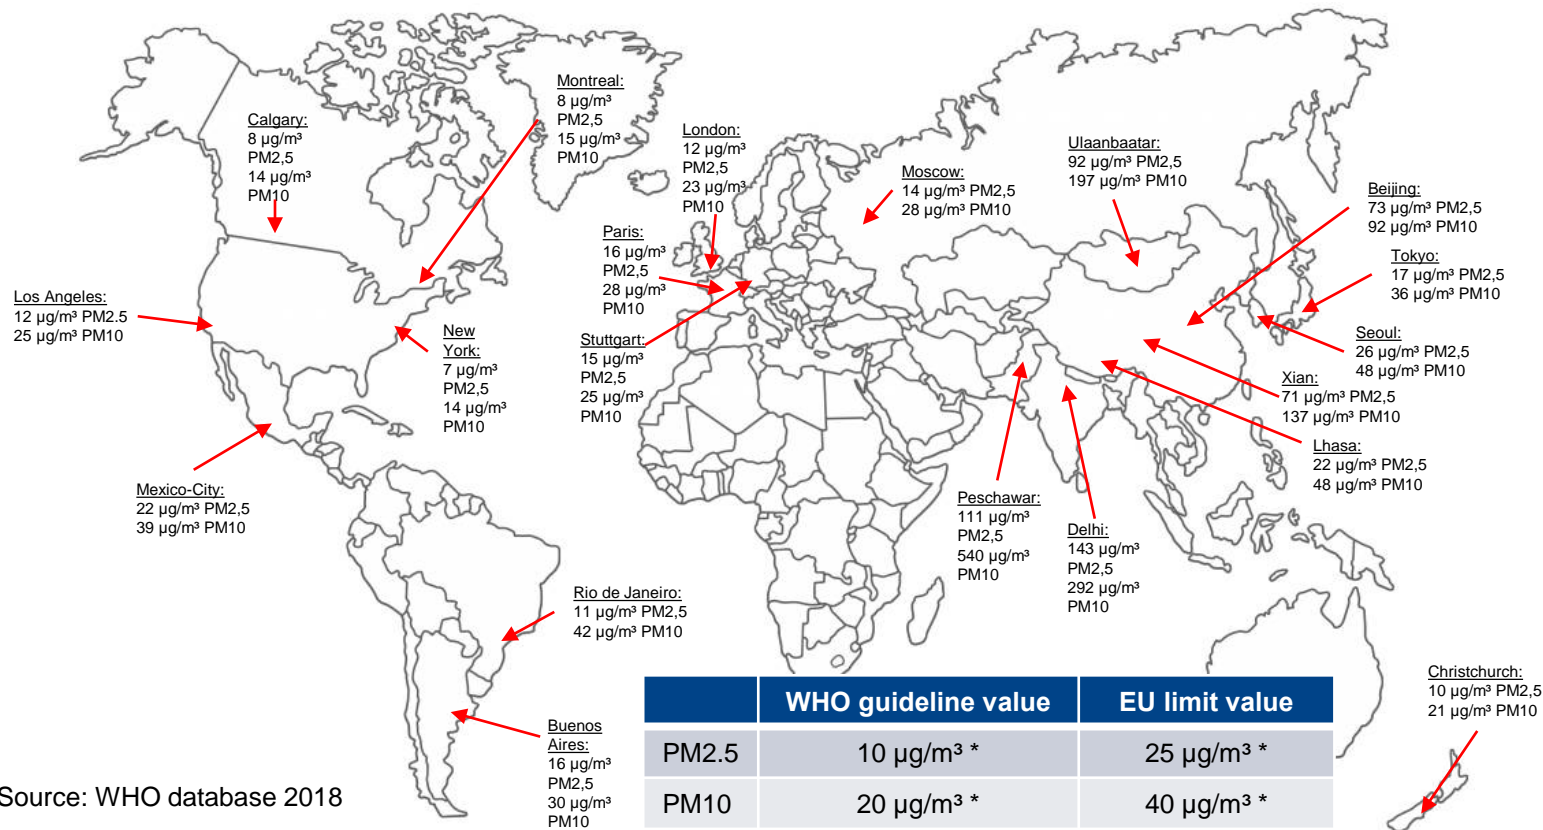 Montreal:
8 µg/m³
PM2,5
15 µg/m³
PM10
Calgary:
8 µg/m³
PM2,5
14 µg/m³
PM10
London:
12 µg/m³
PM2,5
23 µg/m³
PM10
Moscow:
14 µg/m³ PM2,5
28 µg/m³ PM10
Ulaanbaatar:
92 µg/m³ PM2,5
197 µg/m³ PM10
Beijing:
73 µg/m³ PM2,5
92 µg/m³ PM10
Paris:
16 µg/m³
PM2,5
28 µg/m³
PM10
Tokyo:
17 µg/m³ PM2,5
36 µg/m³ PM10
Los Angeles:
12 µg/m³ PM2.5
25 µg/m³ PM10
New
York:
7 µg/m³
PM2,5
14 µg/m³
PM10
Stuttgart:
15 µg/m³
PM2,5
25 µg/m³
PM10
Seoul:
26 µg/m³ PM2,5
48 µg/m³ PM10
Xian:
71 µg/m³ PM2,5
137 µg/m³ PM10
Lhasa:
22 µg/m³ PM2,5
48 µg/m³ PM10
Mexico-City:
22 µg/m³ PM2,5
39 µg/m³ PM10
Peschawar:
111 µg/m³
PM2,5
540 µg/m³
PM10
Delhi:
143 µg/m³
PM2,5
292 µg/m³
PM10
Rio de Janeiro:
11 µg/m³ PM2,5
42 µg/m³ PM10
Christchurch:
10 µg/m³ PM2,5
21 µg/m³ PM10
Buenos
Aires:
16 µg/m³
PM2,5
30 µg/m³
PM10
WHO guideline value EU limit value
PM2.5 10 µg/m³ * 25 µg/m³ *
PM10 20 µg/m³ * 40 µg/m³ *
Source: WHO database 2018